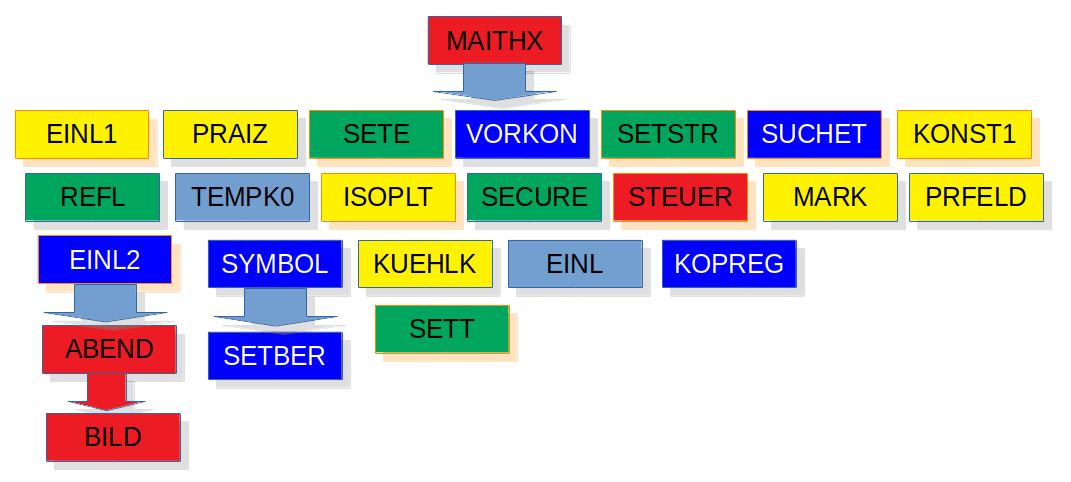 MAITHX
EINL1 PRAIZ SETE VORKON SETSTR SUCHET KONST1
REFL TEMPK0 ISOPLT SECURE STEUER MARK PRFELD
EINL2 SYMBOL KUEHLK EINL KOPREG
SETT
ABEND SETBER
BILD